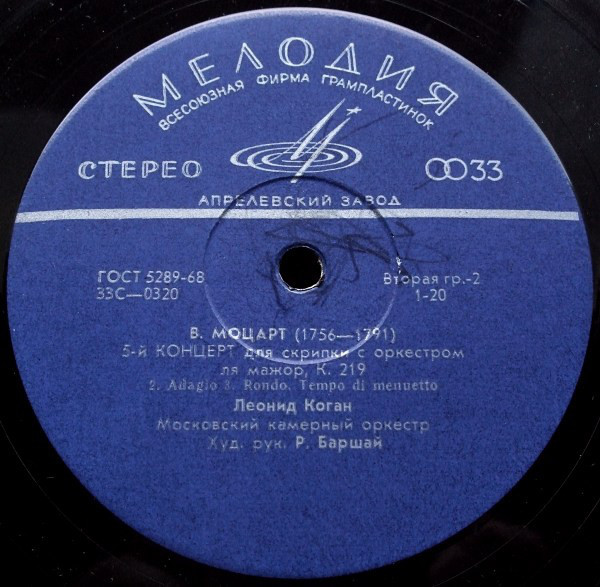 МЕЛОДИЯ
ВСЕСОЮЗНАЯ ФИРМА ГРАМПЛАСТИНОК
СТЕРЕО 33
АПРЕЛЕВСКИЙ ЗАВОД
ГОСТ 5289-68 Вторая гр.-2
33С—0320 1-20
В. МОЦАРТ (1756—1791)
5-й КОНЦЕРТ для скрипки с оркестром
ля мажор, К. 219
2. Adagio 3. Rondo. Tempo di menuetto
Леонид Коган
Московский камерный оркестр
Худ. рук. Р. Баршай